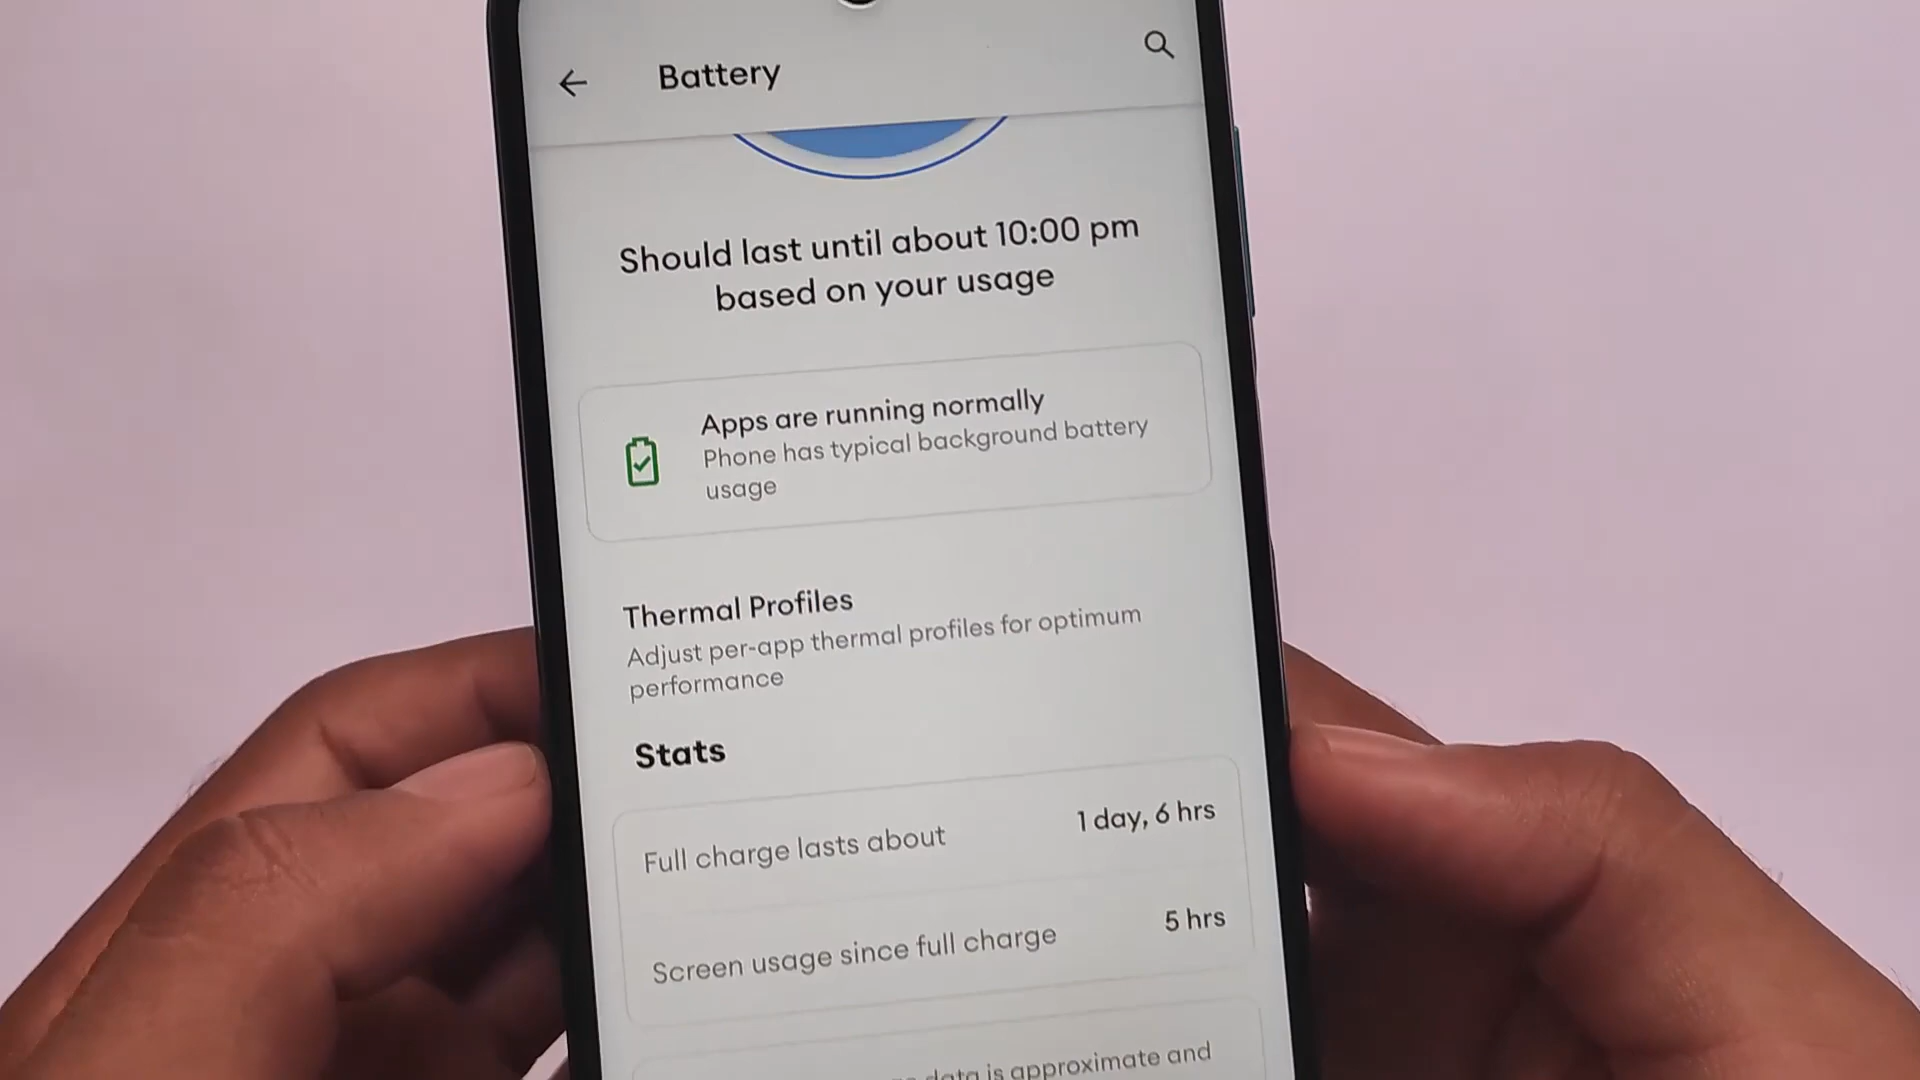 Battery
Should last until about 10:00 pm
based on your usage
Apps are running normally
Phone has typical background battery
usage
Thermal Profiles
Adjust per-app thermal profiles for optimum
performance
Stats
Full charge lasts about 1 day, 6 hrs
Screen usage since full charge 5 hrs
data is approximate and